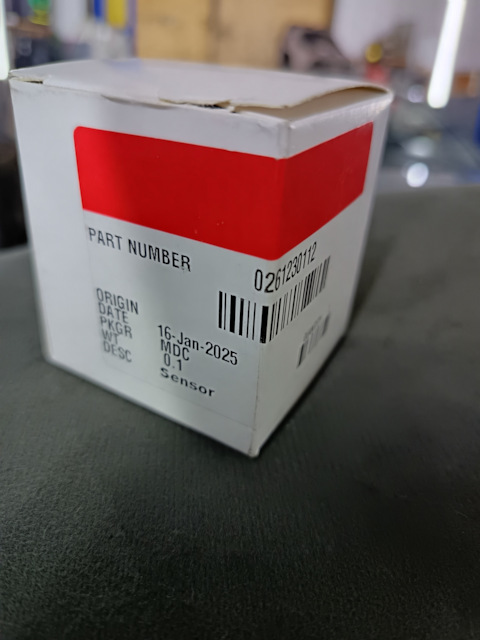 PART NUMBER 0261230112
ORIGIN
DATE 16-Jan-2025
PKGR MDC
WT 0.1
DESC Sensor